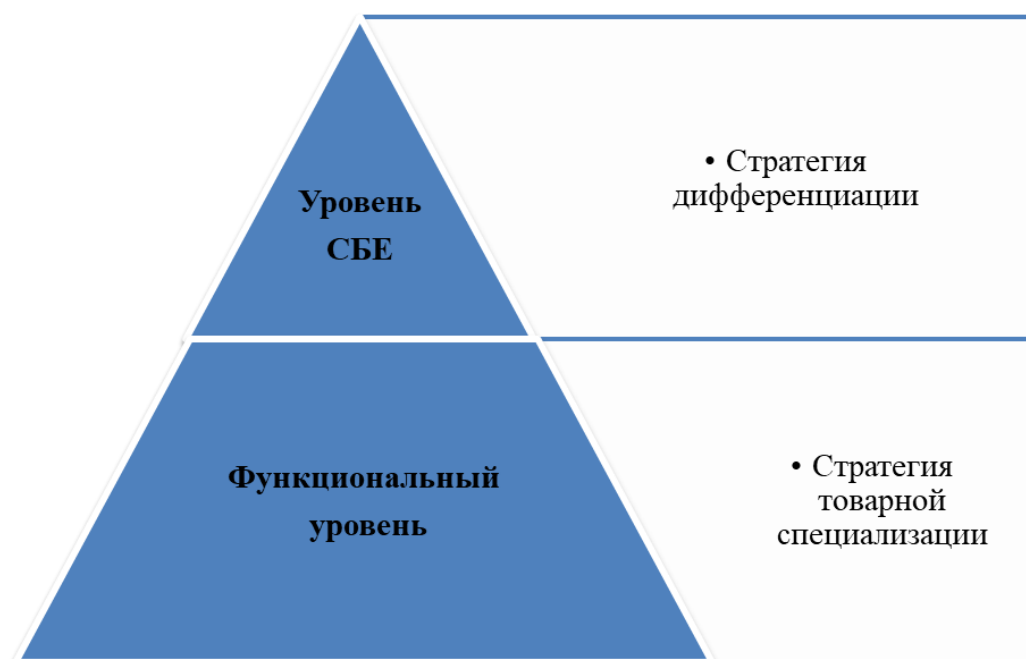 Уровень
СБЕ
• Стратегия
дифференциации
Функциональный
уровень
• Стратегия
товарной
специализации